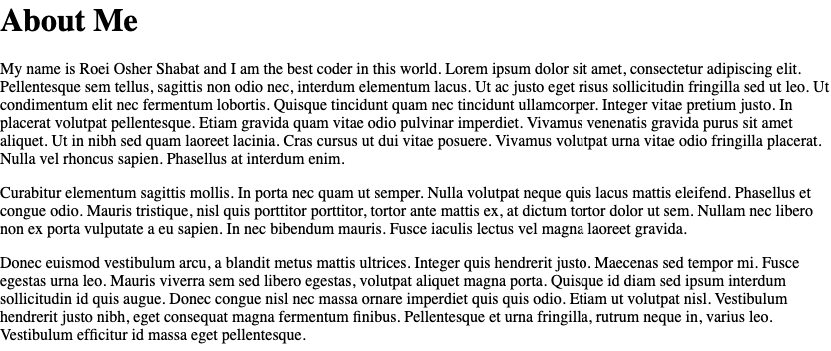 About Me
My name is Roei Osher Shabat and I am the best coder in this world. Lorem ipsum dolor sit amet, consectetur adipiscing elit.
Pellentesque sem tellus, sagittis non odio nec, interdum elementum lacus. Ut ac justo eget risus sollicitudin fringilla sed ut leo. Ut
condimentum elit nec fermentum lobortis. Quisque tincidunt quam nec tincidunt ullamcorper. Integer vitae pretium justo. In
placerat volutpat pellentesque. Etiam gravida quam vitae odio pulvinar imperdiet. Vivamus venenatis gravida purus sit amet
aliquet. Ut in nibh sed quam laoreet lacinia. Cras cursus ut dui vitae posuere. Vivamus volutpat urna vitae odio fringilla placerat.
Nulla vel rhoncus sapien. Phasellus at interdum enim.
Curabitur elementum sagittis mollis. In porta nec quam ut semper. Nulla volutpat neque quis lacus mattis eleifend. Phasellus et
congue odio. Mauris tristique, nisl quis porttitor porttitor, tortor ante mattis ex, at dictum tortor dolor ut sem. Nullam nec libero
non ex porta vulputate a eu sapien. In nec bibendum mauris. Fusce iaculis lectus vel magna laoreet gravida.
Donec euismod vestibulum arcu, a blandit metus mattis ultrices. Integer quis hendrerit justo. Maecenas sed tempor mi. Fusce
egestas urna leo. Mauris viverra sem sed libero egestas, volutpat aliquet magna porta. Quisque id diam sed ipsum interdum
sollicitudin id quis augue. Donec congue nisl nec massa ornare imperdiet quis quis odio. Etiam ut volutpat nisl. Vestibulum
hendrerit justo nibh, eget consequat magna fermentum finibus. Pellentesque et urna fringilla, rutrum neque in, varius leo.
Vestibulum efficitur id massa eget pellentesque.